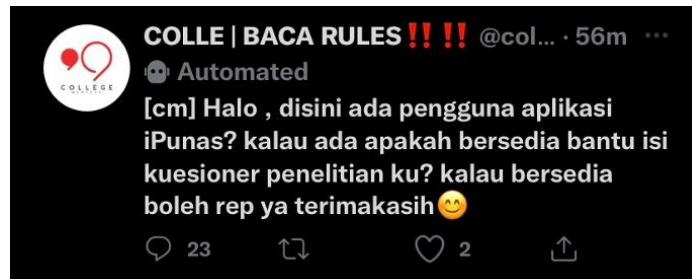 COLLE | BACA RULES‼️ ‼️ @col... · 56m
Automated
COLLEGE
[cm] Halo , disini ada pengguna aplikasi
iPunas? kalau ada apakah bersedia bantu isi
kuesioner penelitian ku? kalau bersedia
boleh rep ya terimakasih😊
23 2